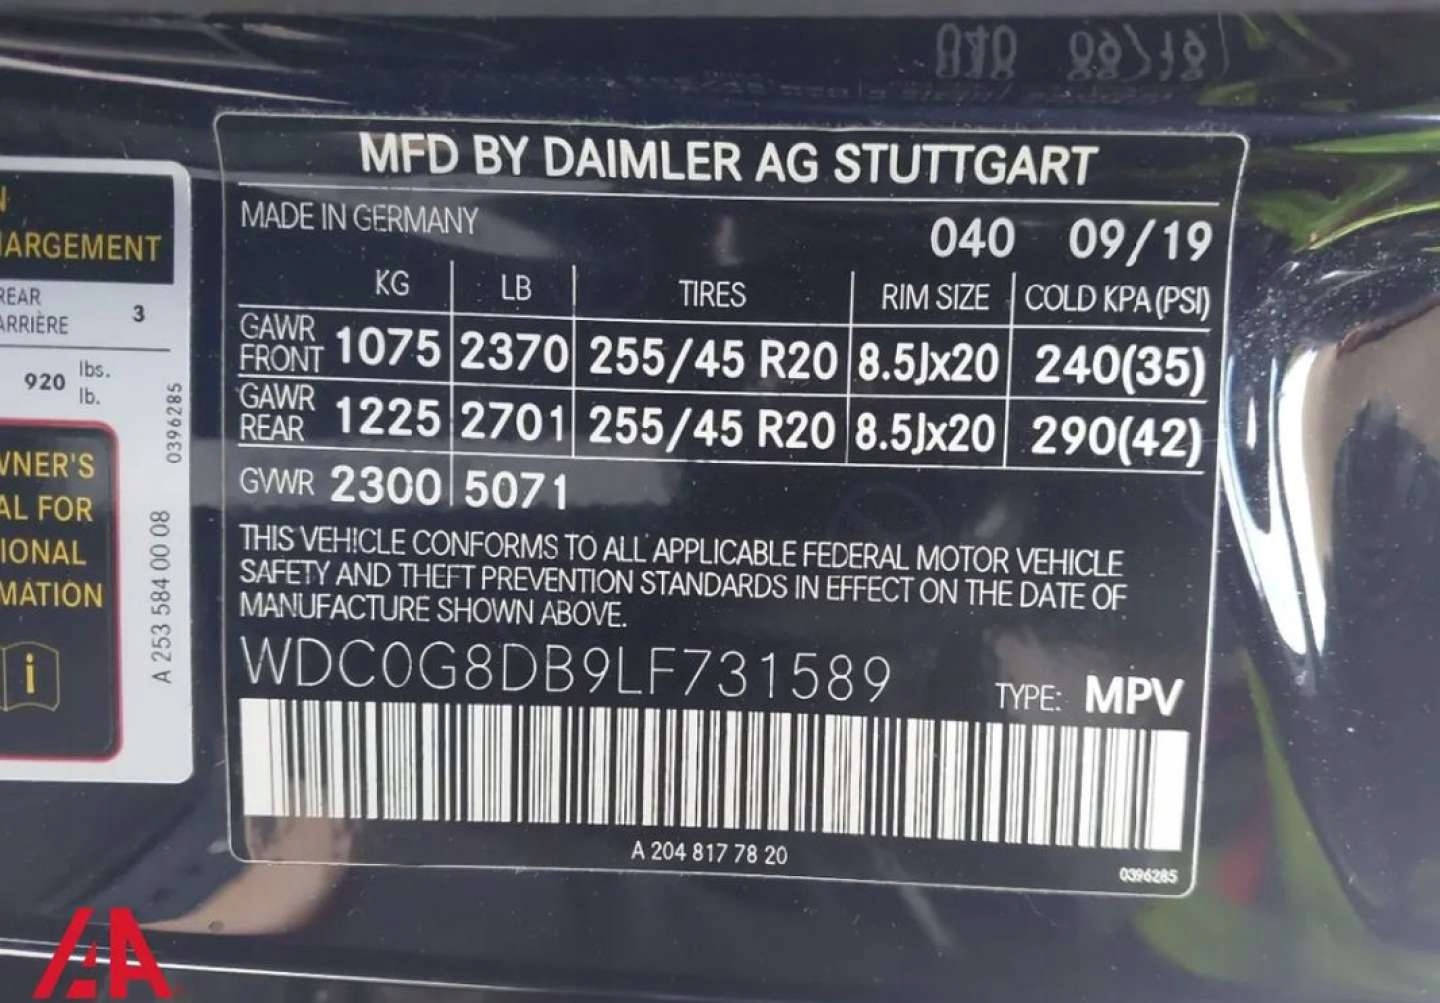 MFD BY DAIMLER AG STUTTGART
MADE IN GERMANY
040 09/19
KG LB TIRES RIM SIZE COLD KPA (PSI)
GAWR FRONT 1075 2370 255/45 R20 8.5Jx20 240(35)
GAWR REAR 1225 2701 255/45 R20 8.5Jx20 290(42)
GVWR 2300 5071
THIS VEHICLE CONFORMS TO ALL APPLICABLE FEDERAL MOTOR VEHICLE
SAFETY AND THEFT PREVENTION STANDARDS IN EFFECT ON THE DATE OF
MANUFACTURE SHOWN ABOVE.
WDC0G8DB9LF731589
TYPE: MPV
A 204 817 78 20
0396285
N
HARGEMENT
REAR
ARRIÈRE
3
920 lbs.
lb.
WNER'S
AL FOR
IONAL
MATION
i
0396285
A 253 584 00 08